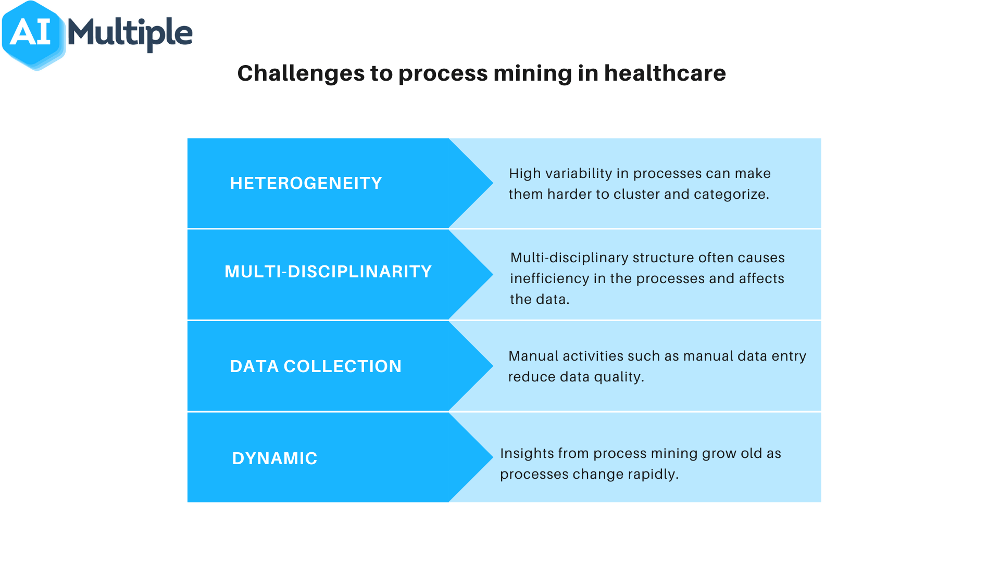 AI Multiple
Challenges to process mining in healthcare
HETEROGENEITY
High variability in processes can make
them harder to cluster and categorize.
MULTI-DISCIPLINARITY
Multi-disciplinary structure often causes
inefficiency in the processes and affects
the data.
DATA COLLECTION
Manual activities such as manual data entry
reduce data quality.
DYNAMIC
Insights from process mining grow old as
processes change rapidly.